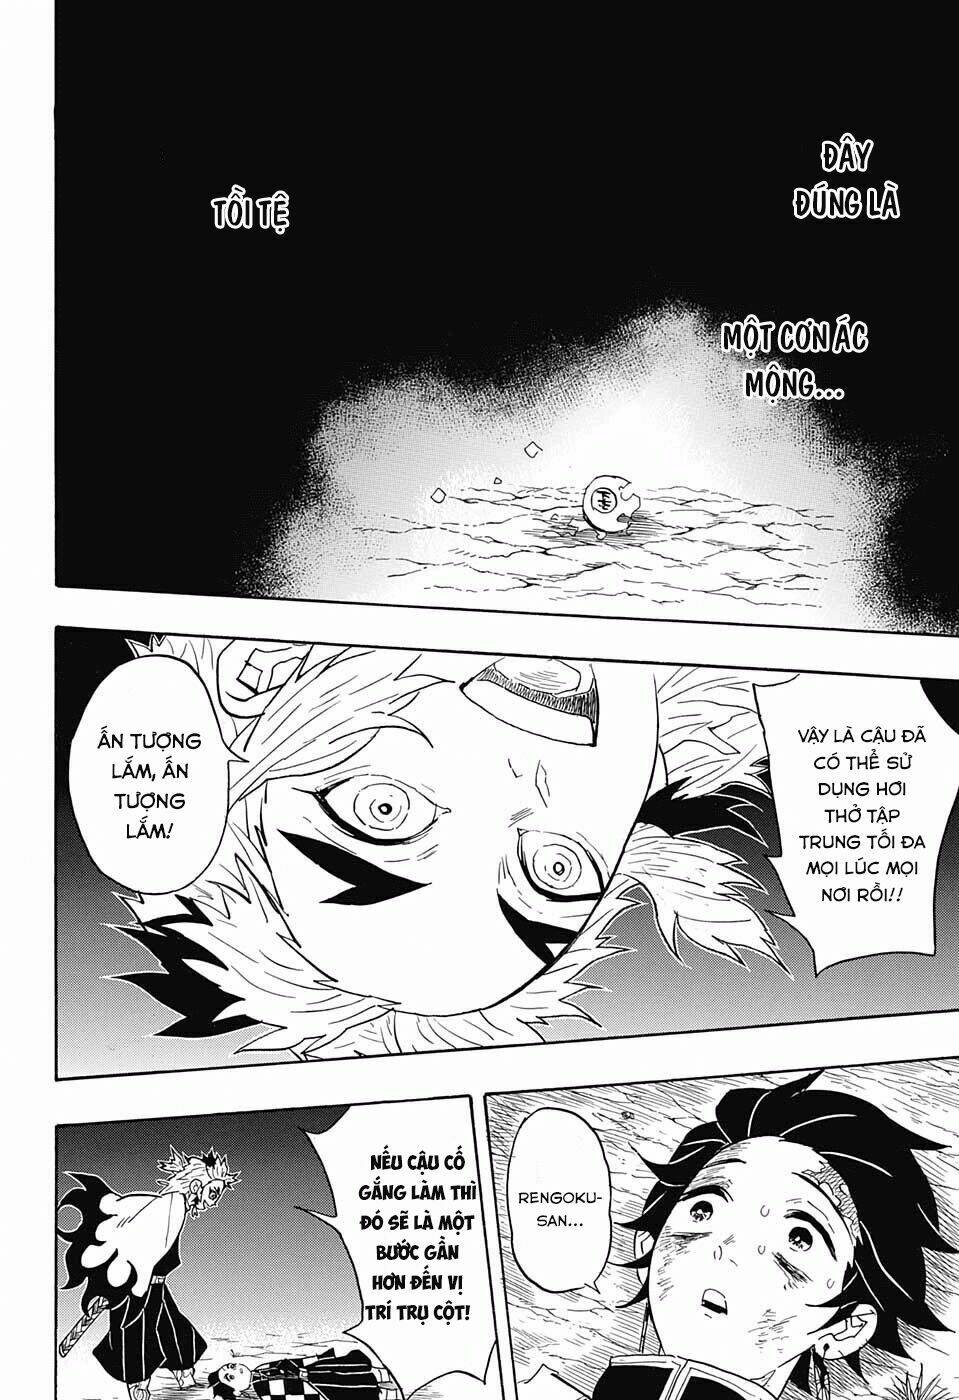 ĐÂY
ĐÚNG LÀ
MỘT CƠN ÁC
MỘNG...
TỒI TỆ
VẬY LÀ CẬU ĐÃ
CÓ THỂ SỬ
DỤNG HƠI
THỞ TẬP
TRUNG TỐI ĐA
MỌI LÚC MỌI
NƠI RỒI!!
ẤN TƯỢNG
LẮM, ẤN
TƯỢNG
LẮM!
RENGOKU-
SAN...
NẾU CẬU CỐ
GẮNG LÀM THÌ
ĐÓ SẼ LÀ MỘT
BƯỚC GẦN
HƠN ĐẾN VỊ
TRÍ TRỤ CỘT!